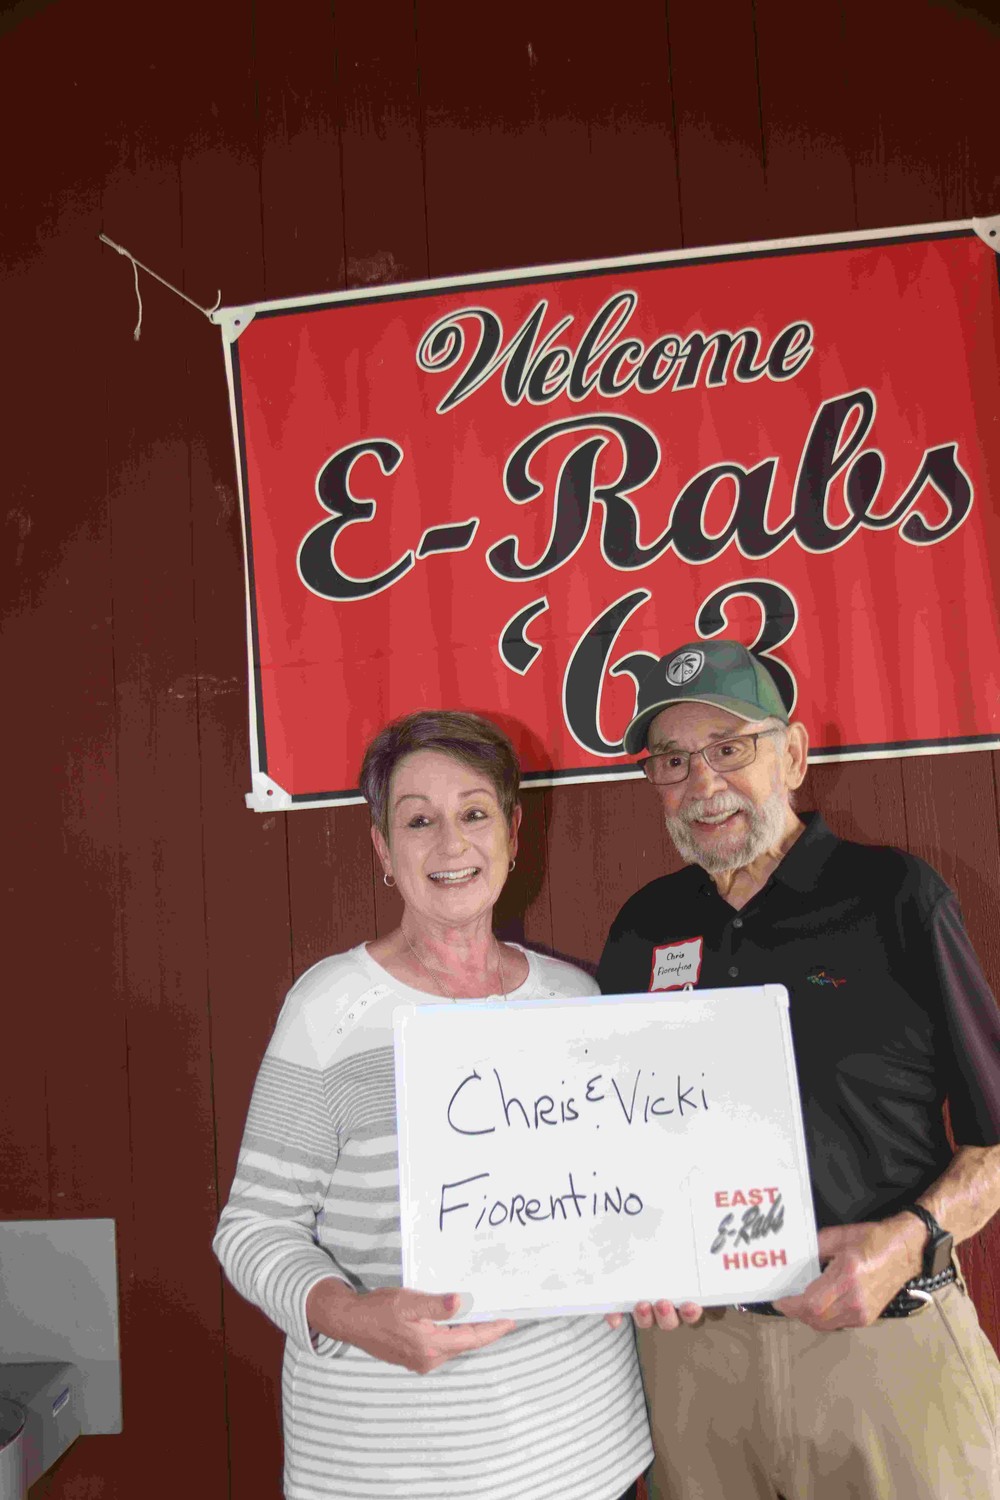 Welcome
E-Rabs
'63
Chris
Fiorentino
Chris & Vicki
Fiorentino
EAST
E-Rabs
HIGH